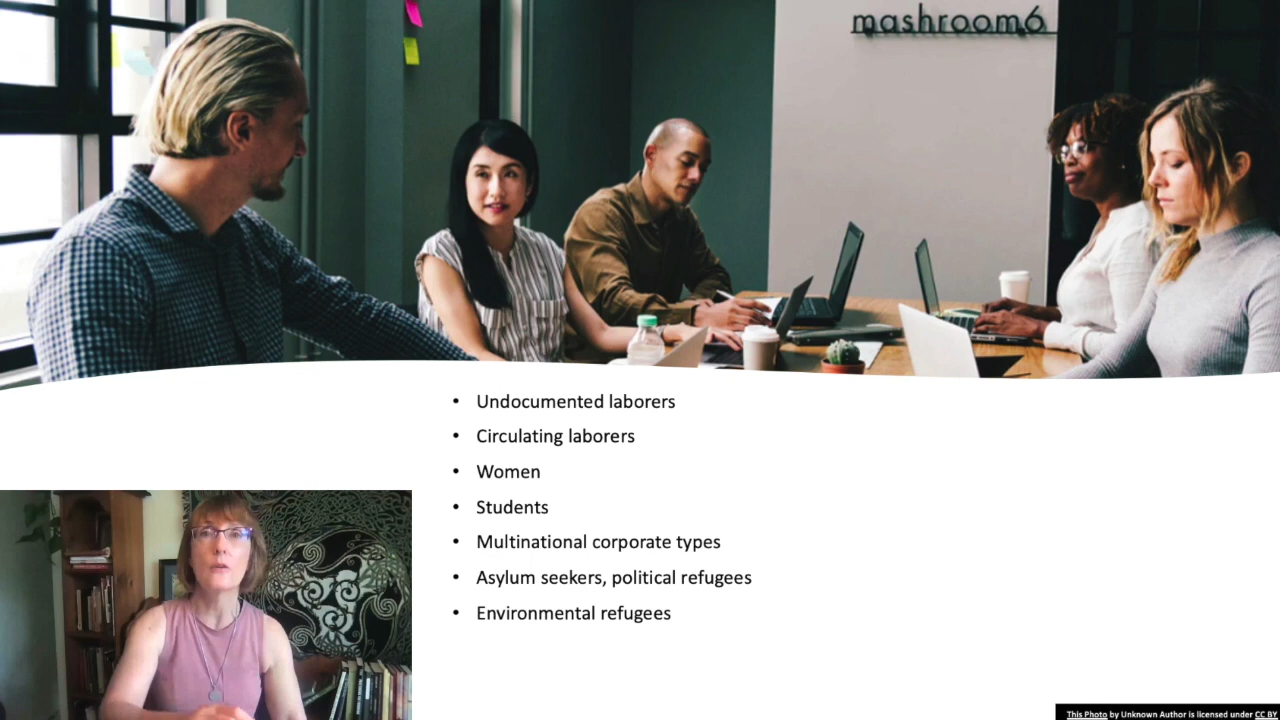 mashroom6
• Undocumented laborers
• Circulating laborers
• Women
• Students
• Multinational corporate types
• Asylum seekers, political refugees
• Environmental refugees
This Photo by Unknown Author is licensed under CC BY